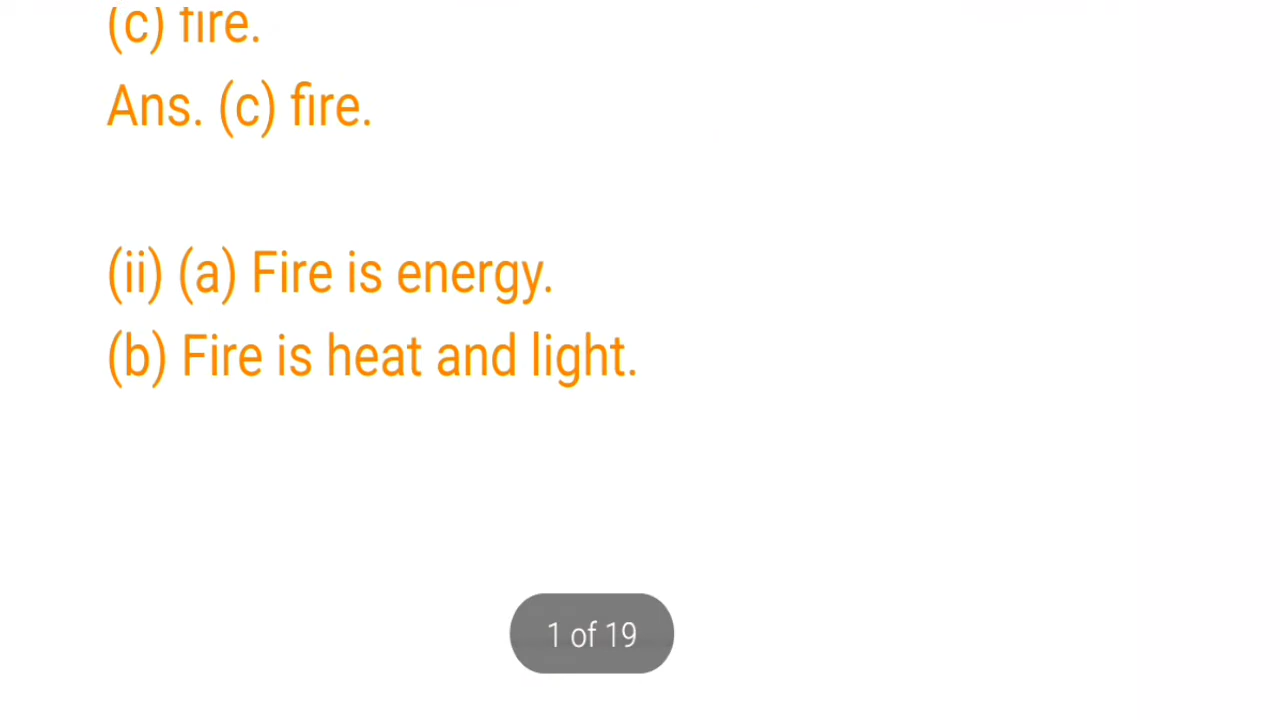 (c) fire.
Ans. (c) fire.
(ii) (a) Fire is energy.
(b) Fire is heat and light.
1 of 19